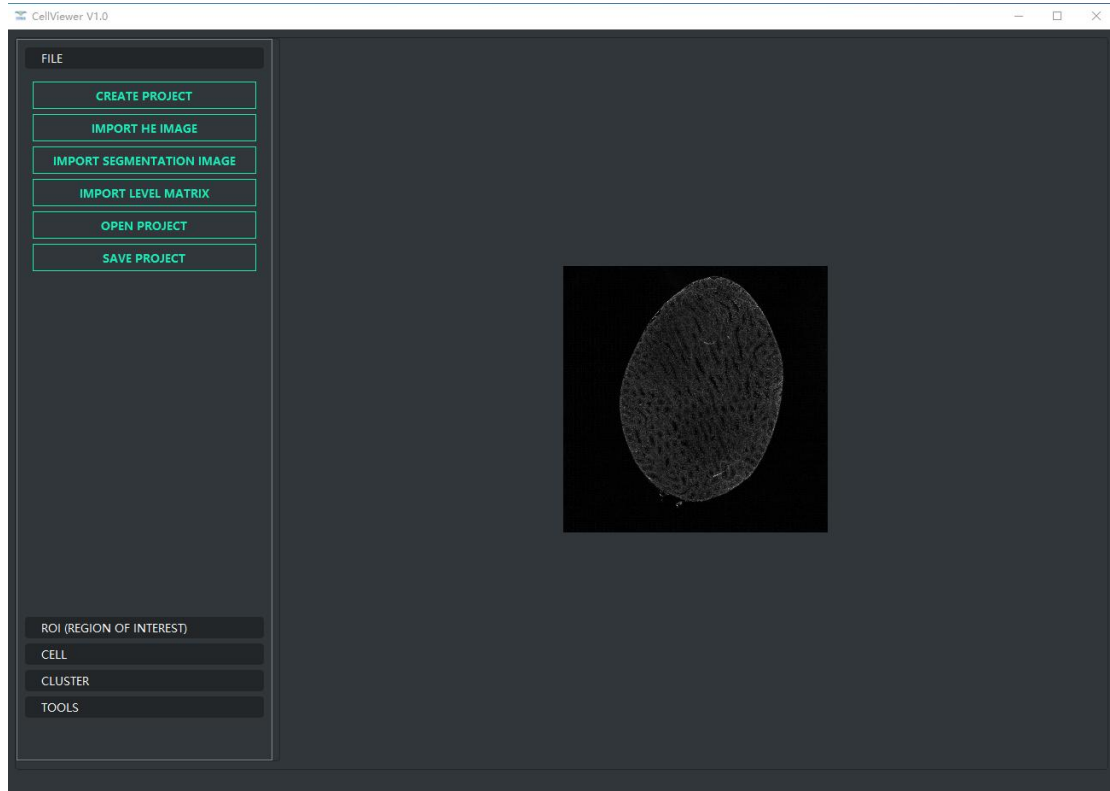 CellViewer V1.0
FILE
CREATE PROJECT
IMPORT HE IMAGE
IMPORT SEGMENTATION IMAGE
IMPORT LEVEL MATRIX
OPEN PROJECT
SAVE PROJECT
ROI (REGION OF INTEREST)
CELL
CLUSTER
TOOLS